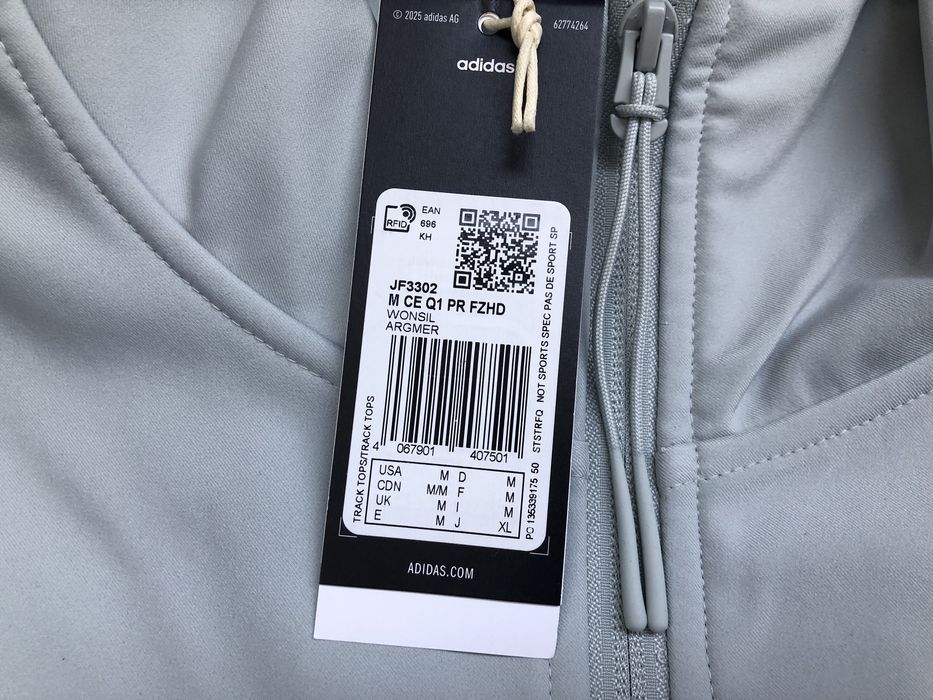 © 2025 adidas AG
62774264
adidas
RFID
EAN
696
KH
JF3302
M CE Q1 PR FZHD
WONSIL
ARGMER
4 067901 407501
USA M D M
CDN M/M F M
UK M I M
E M J XL
TRACK TOPS/TRACK TOPS
PO 136339175 50 STSTRFQ NOT SPORTS SPEC PAS DE SPORT SP
ADIDAS.COM